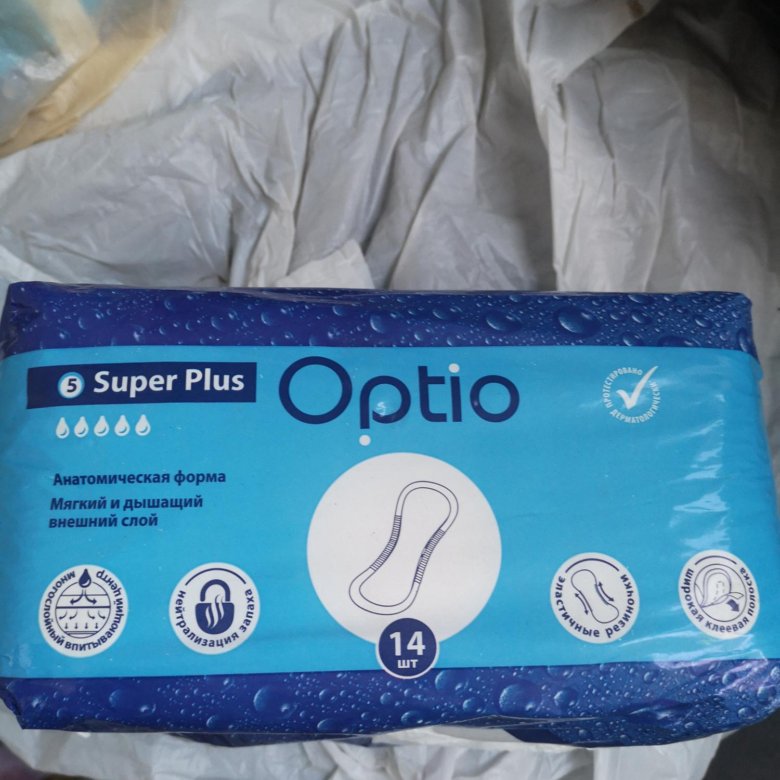 5 Super Plus
Optio
ПРОТЕСТИРОВАНО ДЕРМАТОЛОГИЧЕСКИ
Анатомическая форма
Мягкий и дышащий
внешний слой
многослойный впитывающий центр
нейтрализация запаха
14
шт
эластичные резиночки
широкая клеевая полоска